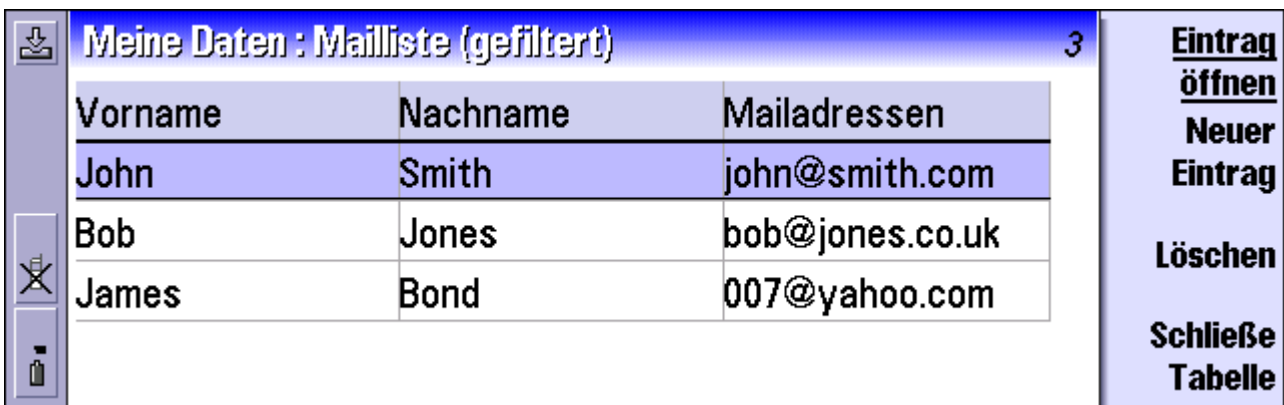 Meine Daten : Mailliste (gefiltert) 3
Vorname Nachname Mailadressen
John Smith john@smith.com
Bob Jones bob@jones.co.uk
James Bond 007@yahoo.com
Eintrag
öffnen
Neuer
Eintrag
Löschen
Schließe
Tabelle